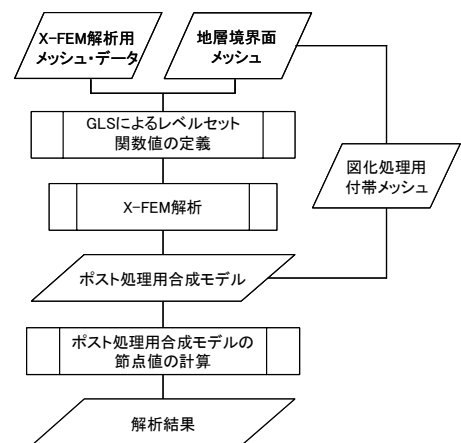 X-FEM解析用
メッシュ・データ
地層境界面
メッシュ
GLSによるレベルセット
関数値の定義
図化処理用
付帯メッシュ
X-FEM解析
ポスト処理用合成モデル
ポスト処理用合成モデルの
節点値の計算
解析結果